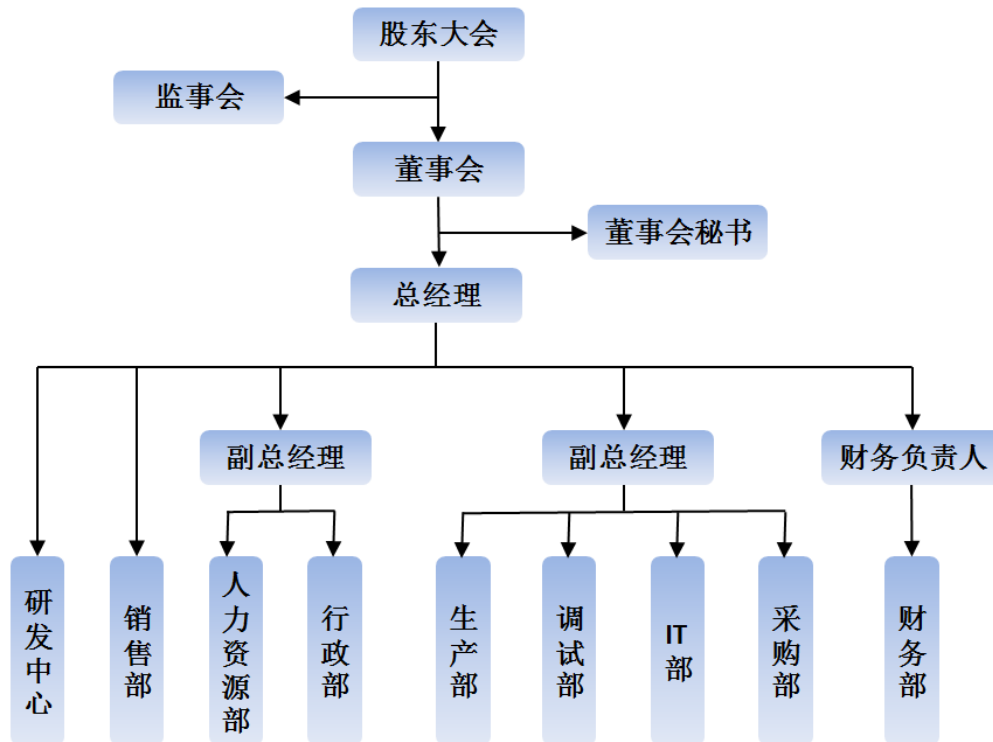 股东大会
监事会
董事会
董事会秘书
总经理
副总经理
副总经理
财务负责人
研发中心
销售部
人力资源部
行政部
生产部
调试部
IT部
采购部
财务部